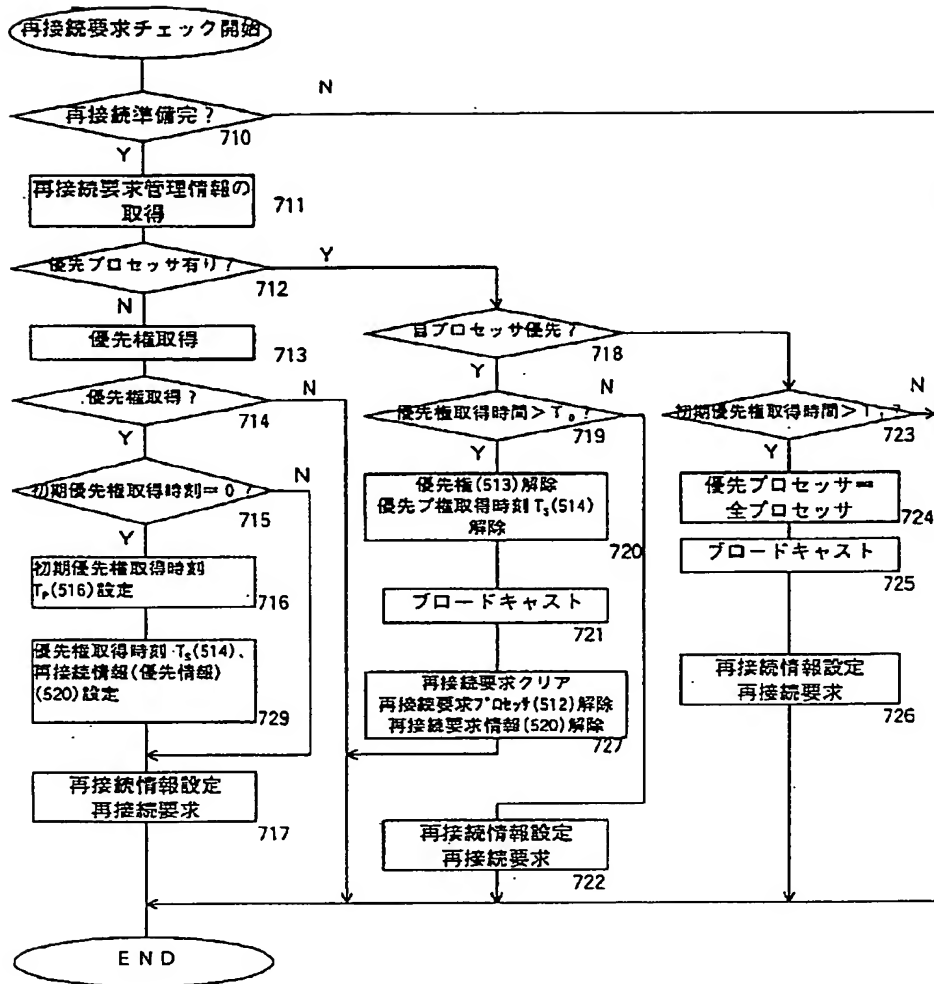 再接続要求チェック開始
N
再接続準備完?
710
Y
再接続要求管理情報の
取得
711
優先プロセッサ有り?
Y
712
N
優先権取得
713
優先権取得?
N
714
Y
初期優先権取得時刻=0?
N
715
Y
初期優先権取得時刻
TP(516)設定
716
優先権取得時刻 TS(514)、
再接続情報(優先情報)
(520)設定
729
再接続情報設定
再接続要求
717
END
自プロセッサ優先?
718
Y
N
優先権取得時間>T
719
Y
優先権(513)解除
優先プ権取得時刻 TS(514)
解除
720
ブロードキャスト
721
再接続要求クリア
再接続要求プロセッサ(512)解除
再接続要求情報(520)解除
727
再接続情報設定
再接続要求
722
N
初期優先権取得時間>T
723
Y
優先プロセッサ=
全プロセッサ
724
ブロードキャスト
725
再接続情報設定
再接続要求
726